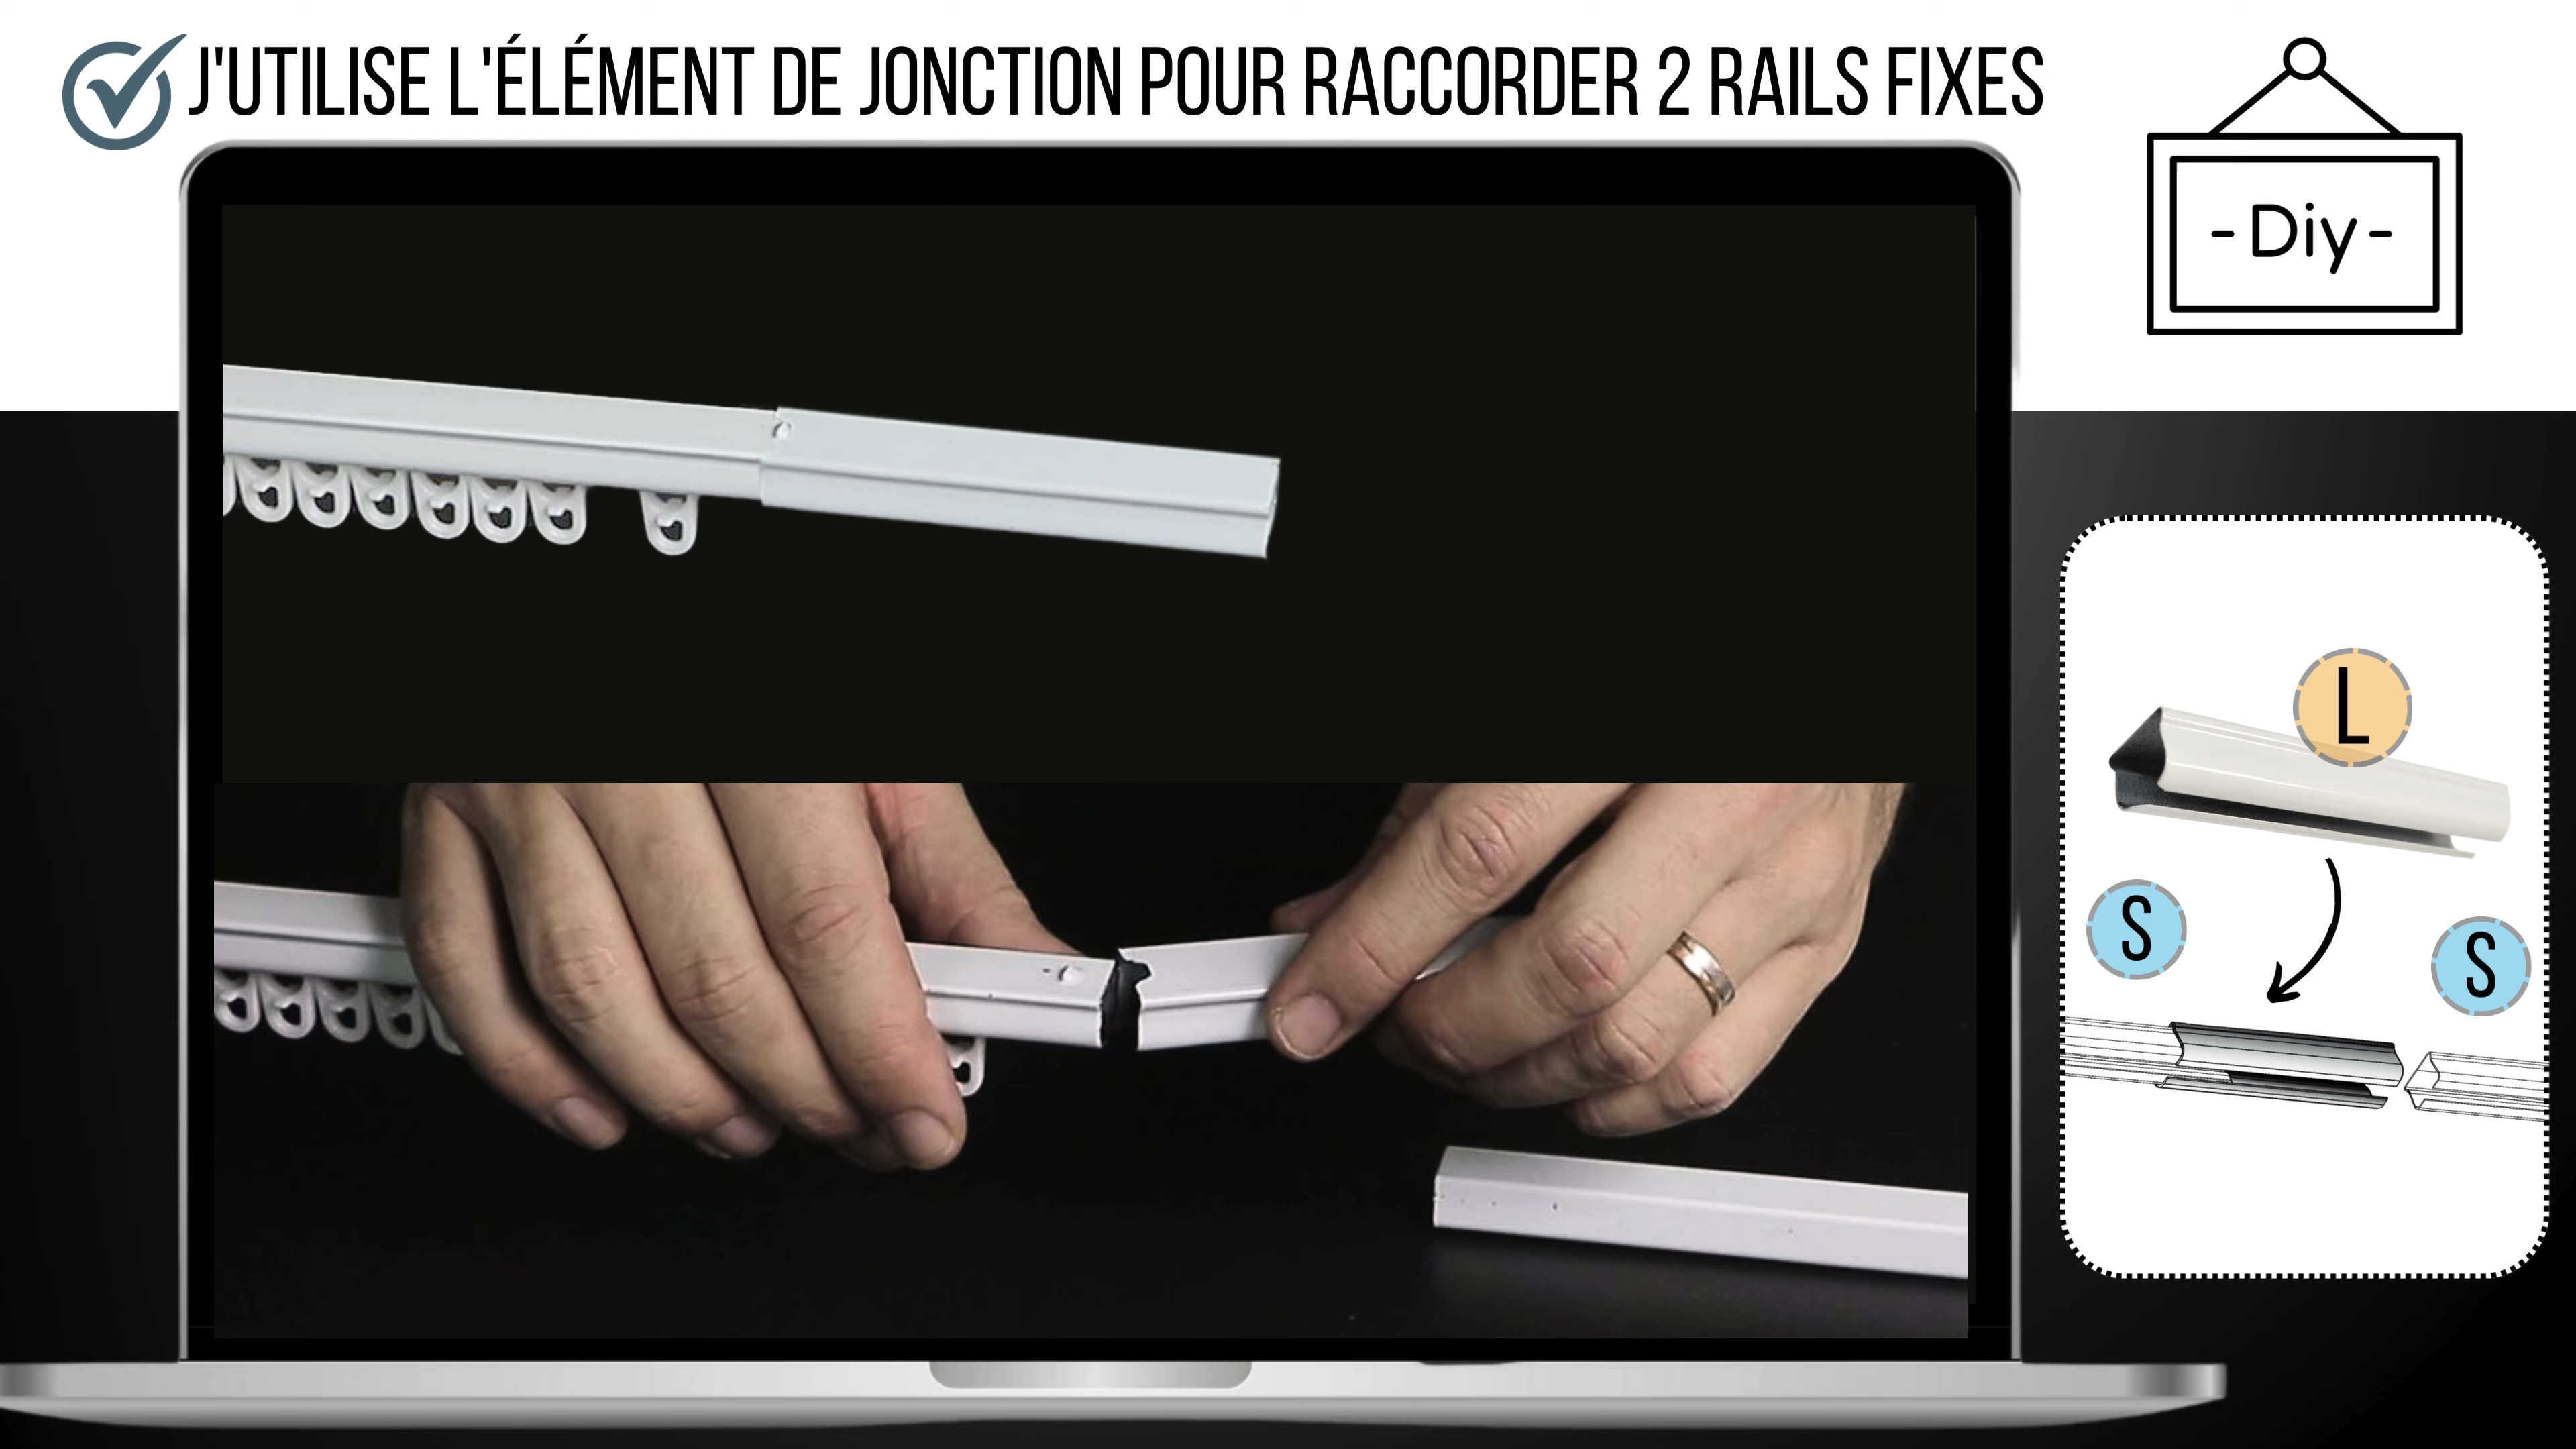 J'UTILISE L'ÉLÉMENT DE JONCTION POUR RACCORDER 2 RAILS FIXES
-Diy-
L
S
S